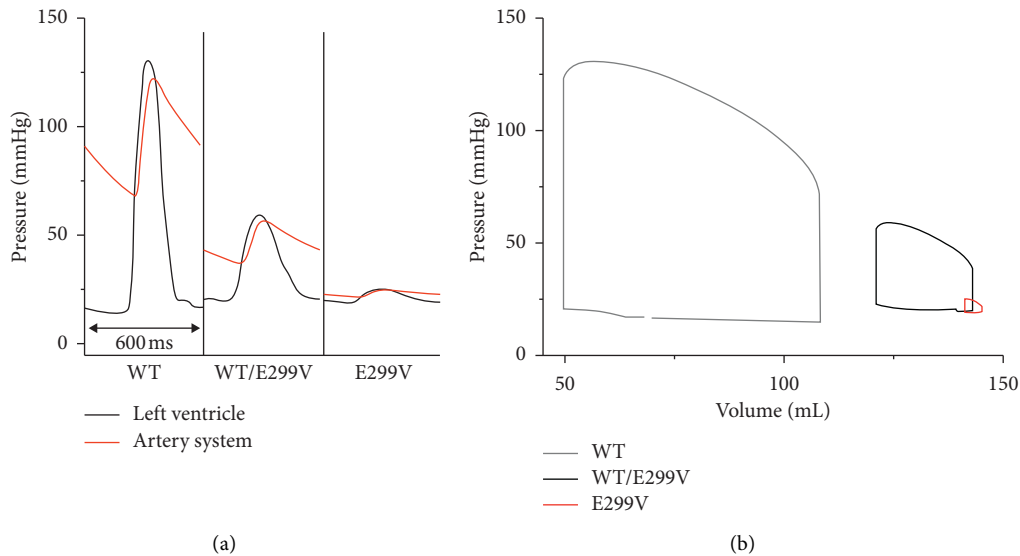 150
100
50
0
Pressure (mmHg)
600 ms
WT
WT/E299V
E299V
Left ventricle
Artery system
(a)
150
100
50
0
Pressure (mmHg)
50
100
150
Volume (mL)
WT
WT/E299V
E299V
(b)